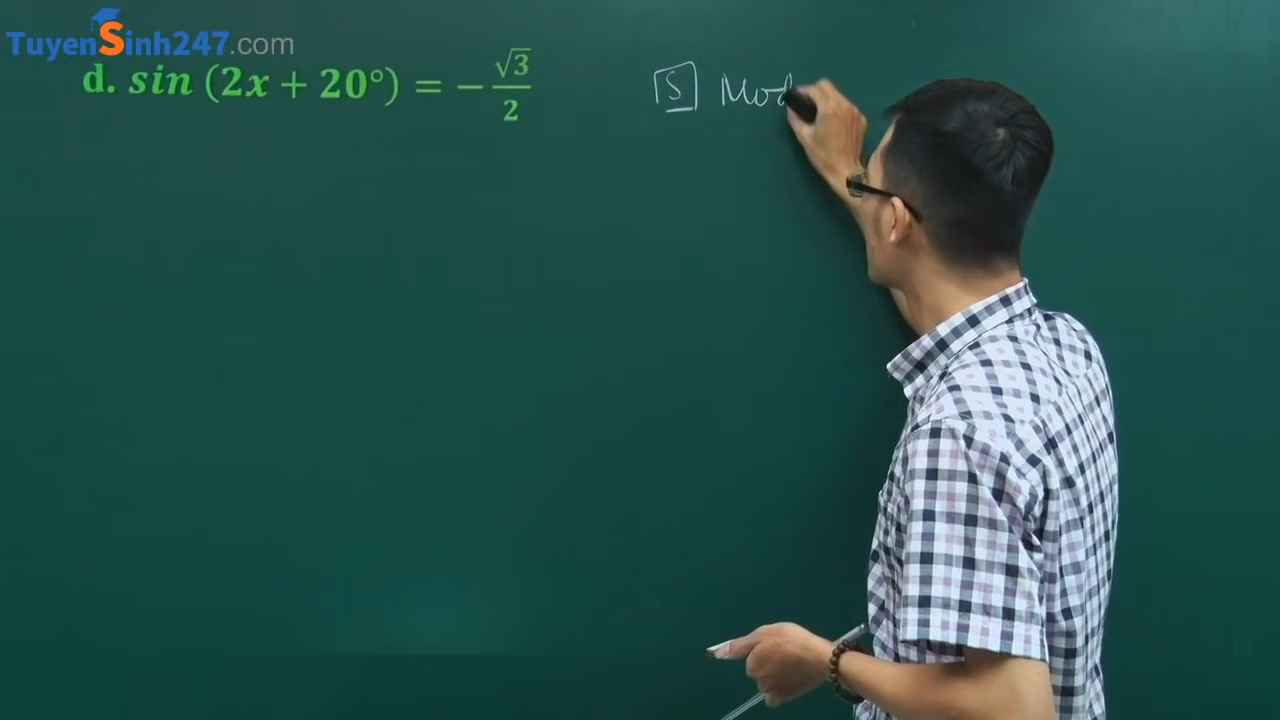 TuyenSinh247.com
d. sin (2x + 20°) = −√3/2
S Mod